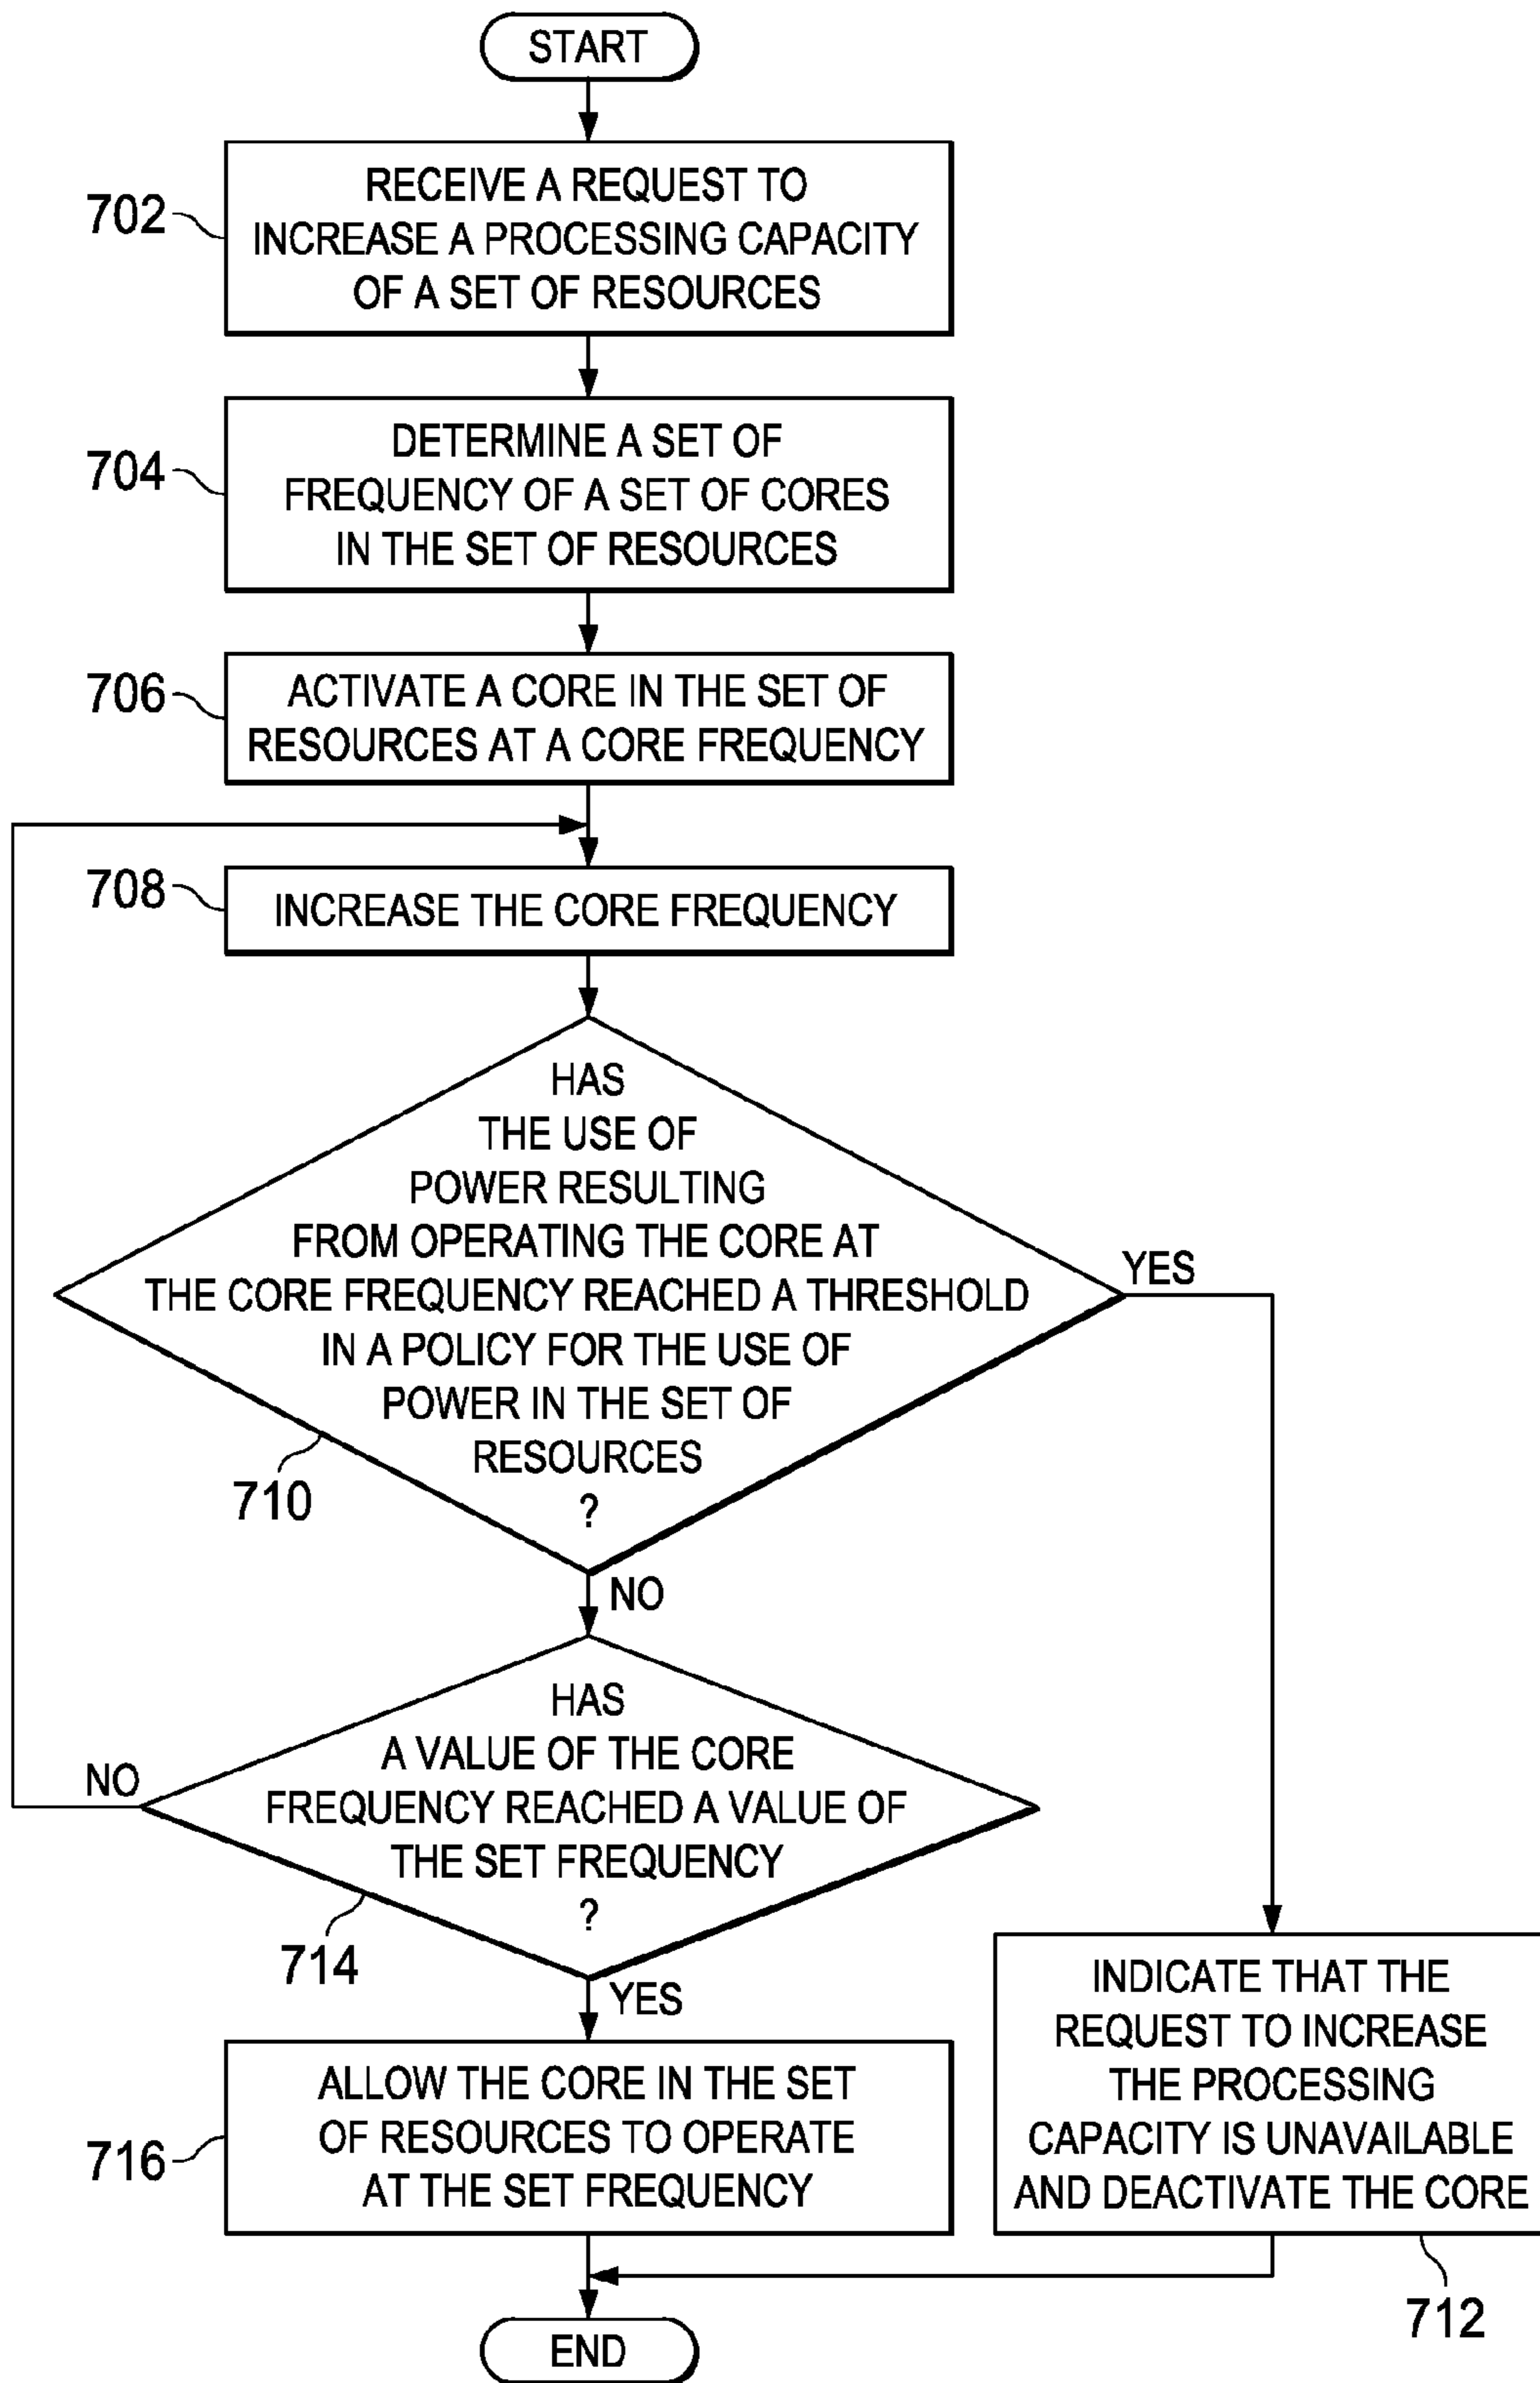 START
702
RECEIVE A REQUEST TO
INCREASE A PROCESSING CAPACITY
OF A SET OF RESOURCES
704
DETERMINE A SET OF
FREQUENCY OF A SET OF CORES
IN THE SET OF RESOURCES
706
ACTIVATE A CORE IN THE SET OF
RESOURCES AT A CORE FREQUENCY
708
INCREASE THE CORE FREQUENCY
HAS
THE USE OF
POWER RESULTING
FROM OPERATING THE CORE AT
THE CORE FREQUENCY REACHED A THRESHOLD
IN A POLICY FOR THE USE OF
POWER IN THE SET OF
RESOURCES
?
710
YES
NO
HAS
A VALUE OF THE CORE
FREQUENCY REACHED A VALUE OF
THE SET FREQUENCY
?
714
NO
YES
716
ALLOW THE CORE IN THE SET
OF RESOURCES TO OPERATE
AT THE SET FREQUENCY
INDICATE THAT THE
REQUEST TO INCREASE
THE PROCESSING
CAPACITY IS UNAVAILABLE
AND DEACTIVATE THE CORE
712
END